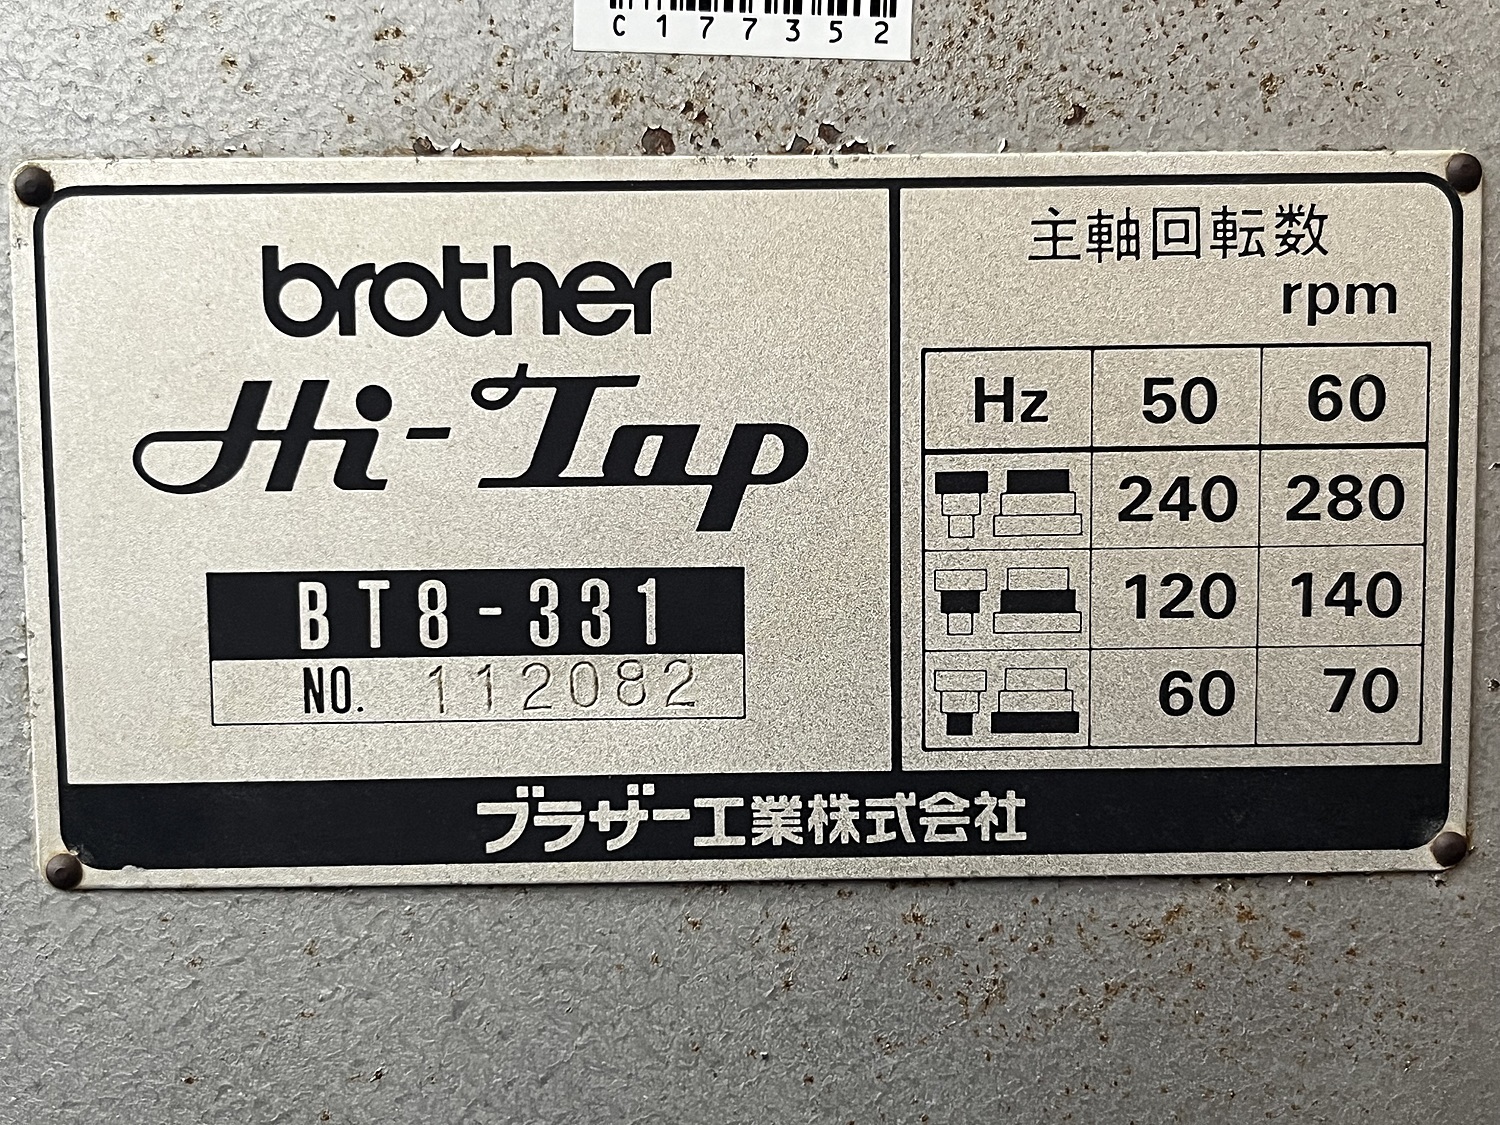 C177352
brother
Hi-Tap
BT8-331
NO. 112082
主軸回転数
rpm
Hz 50 60
240 280
120 140
60 70
ブラザー工業株式会社